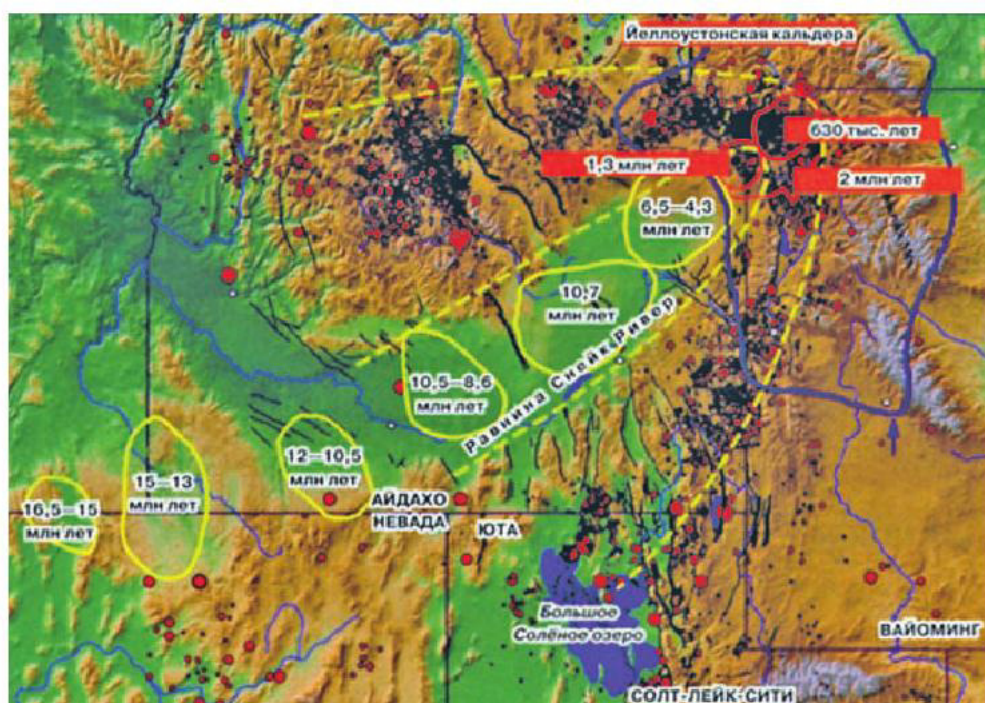 Йеллоустонская кальдера
630 тыс. лет
1,3 млн лет
2 млн лет
6,5—4,3
млн лет
10,7
млн лет
Равнина Снейк-Ривер
10,5—8,6
млн лет
12—10,5
млн лет
15—13
млн лет
16,5—15
млн лет
АЙДАХО
НЕВАДА
ЮТА
Большое
Солёное озеро
ВАЙОМИНГ
СОЛТ-ЛЕЙК-СИТИ